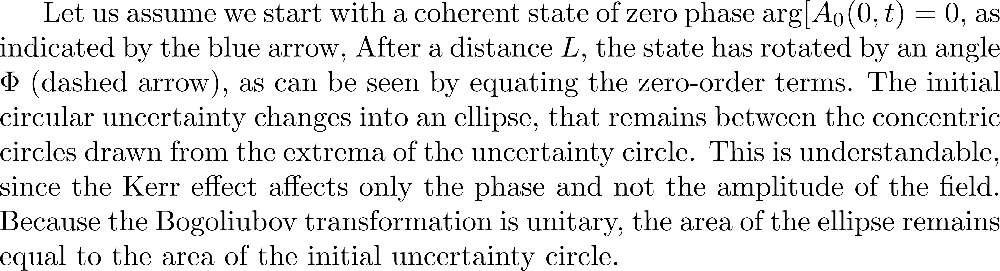 Let us assume we start with a coherent state of zero phase arg[A₀(0, t) = 0, as
indicated by the blue arrow, After a distance L, the state has rotated by an angle
Φ (dashed arrow), as can be seen by equating the zero-order terms. The initial
circular uncertainty changes into an ellipse, that remains between the concentric
circles drawn from the extrema of the uncertainty circle. This is understandable,
since the Kerr effect affects only the phase and not the amplitude of the field.
Because the Bogoliubov transformation is unitary, the area of the ellipse remains
equal to the area of the initial uncertainty circle.